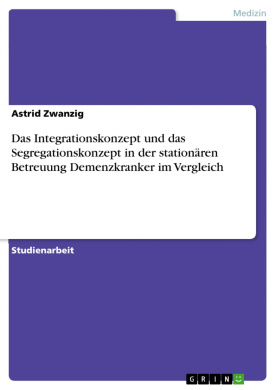 Medizin
Astrid Zwanzig
Das Integrationskonzept und das
Segregationskonzept in der stationären
Betreuung Demenzkranker im Vergleich
Studienarbeit
GRIN